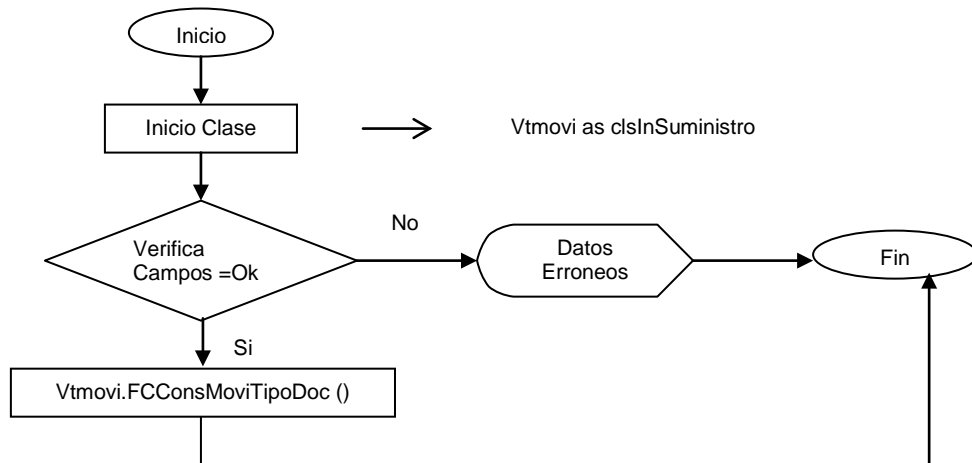 Inicio
Inicio Clase
Vtmovi as clsInSuministro
Verifica
Campos =Ok
No
Datos
Erroneos
Fin
Si
Vtmovi.FCConsMoviTipoDoc ()